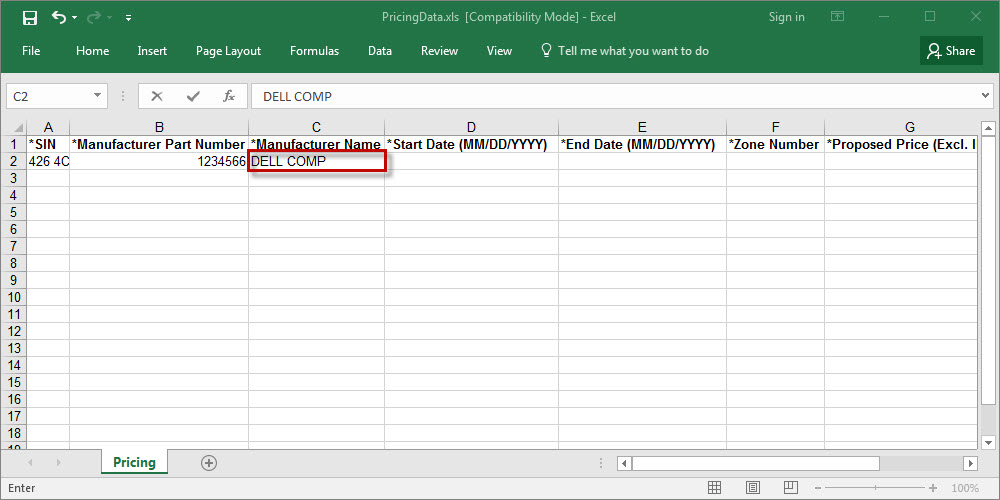 PricingData.xls [Compatibility Mode] - Excel
Sign in
File Home Insert Page Layout Formulas Data Review View Tell me what you want to do Share
C2 fx DELL COMP
A B C D E F G
1 *SIN *Manufacturer Part Number *Manufacturer Name *Start Date (MM/DD/YYYY) *End Date (MM/DD/YYYY) *Zone Number *Proposed Price (Excl. I
2 426 4C 1234566 DELL COMP
3
4
5
6
7
8
9
10
11
12
13
14
15
16
17
18
Pricing
Enter 100%